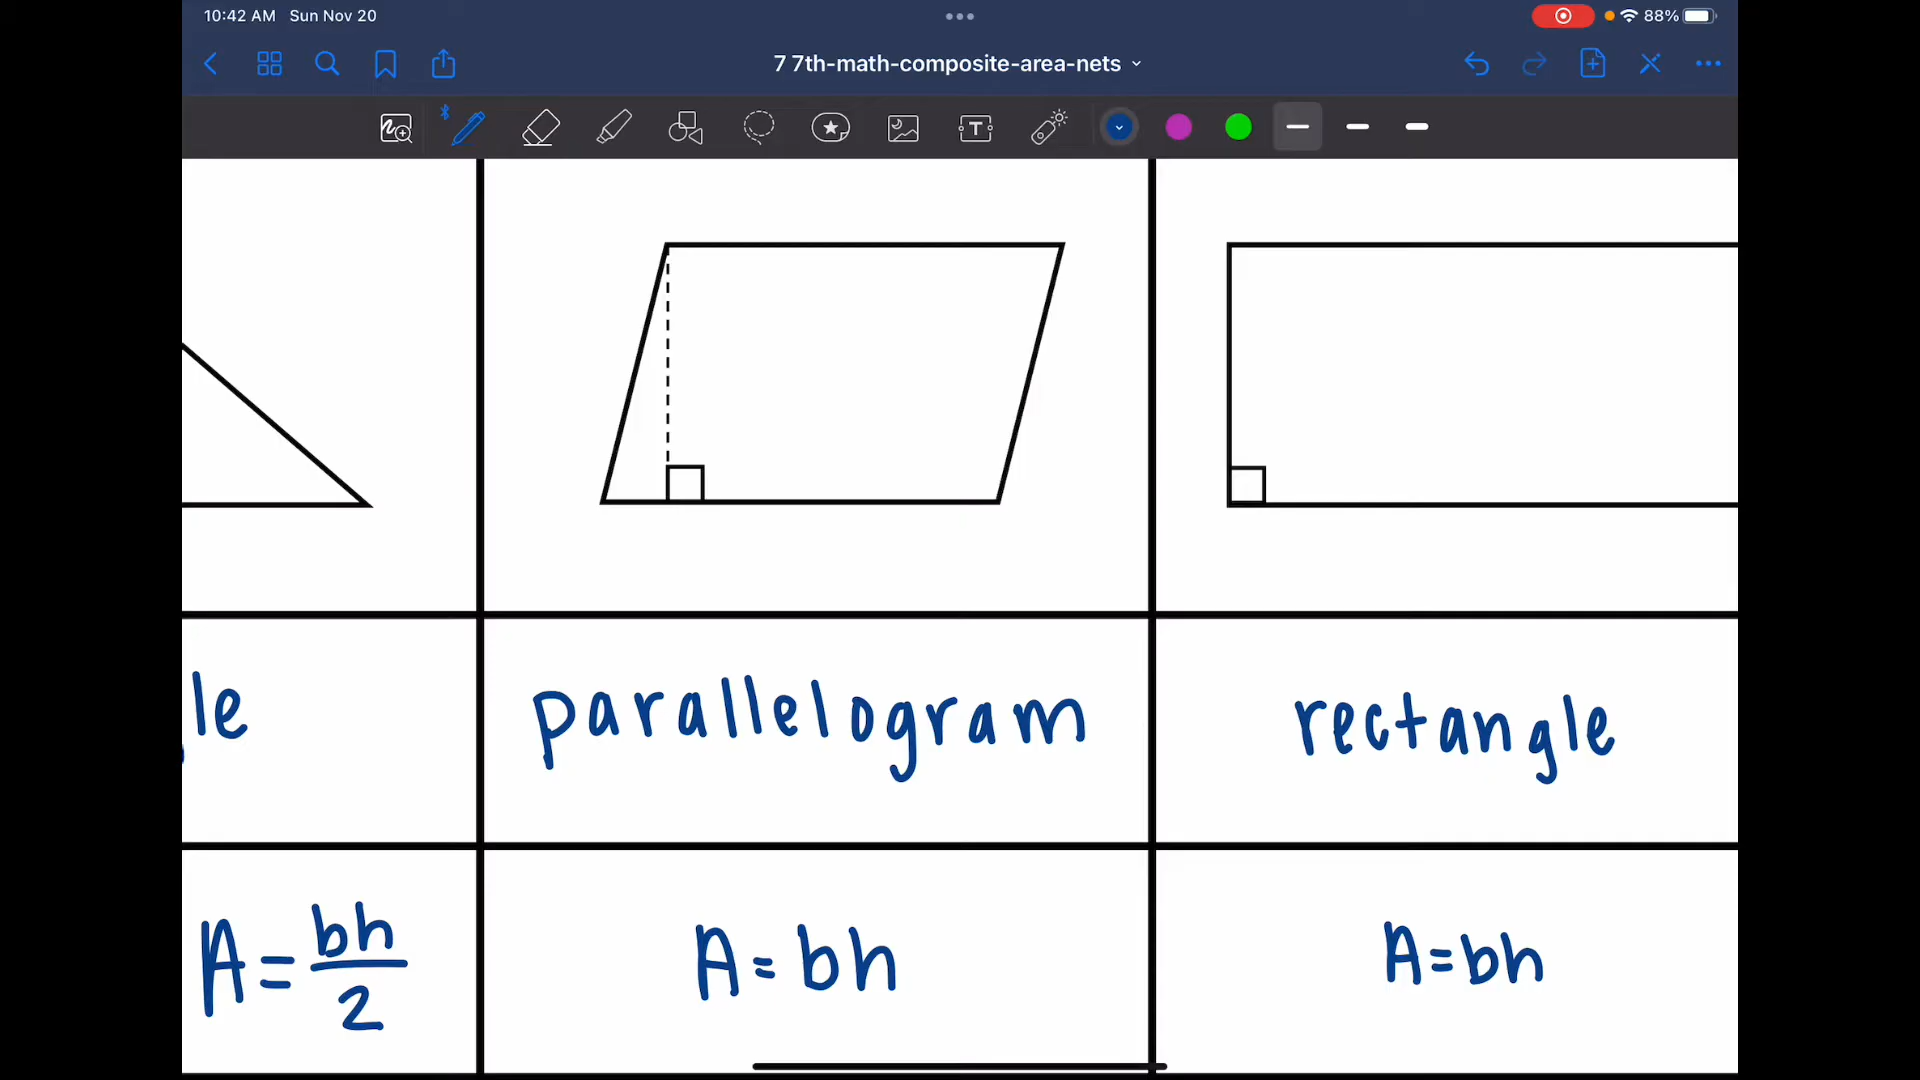 10:42 AM Sun Nov 20
88%
7 7th-math-composite-area-nets
T
le
parallelogram
rectangle
A = bh/2
A = bh
A = bh